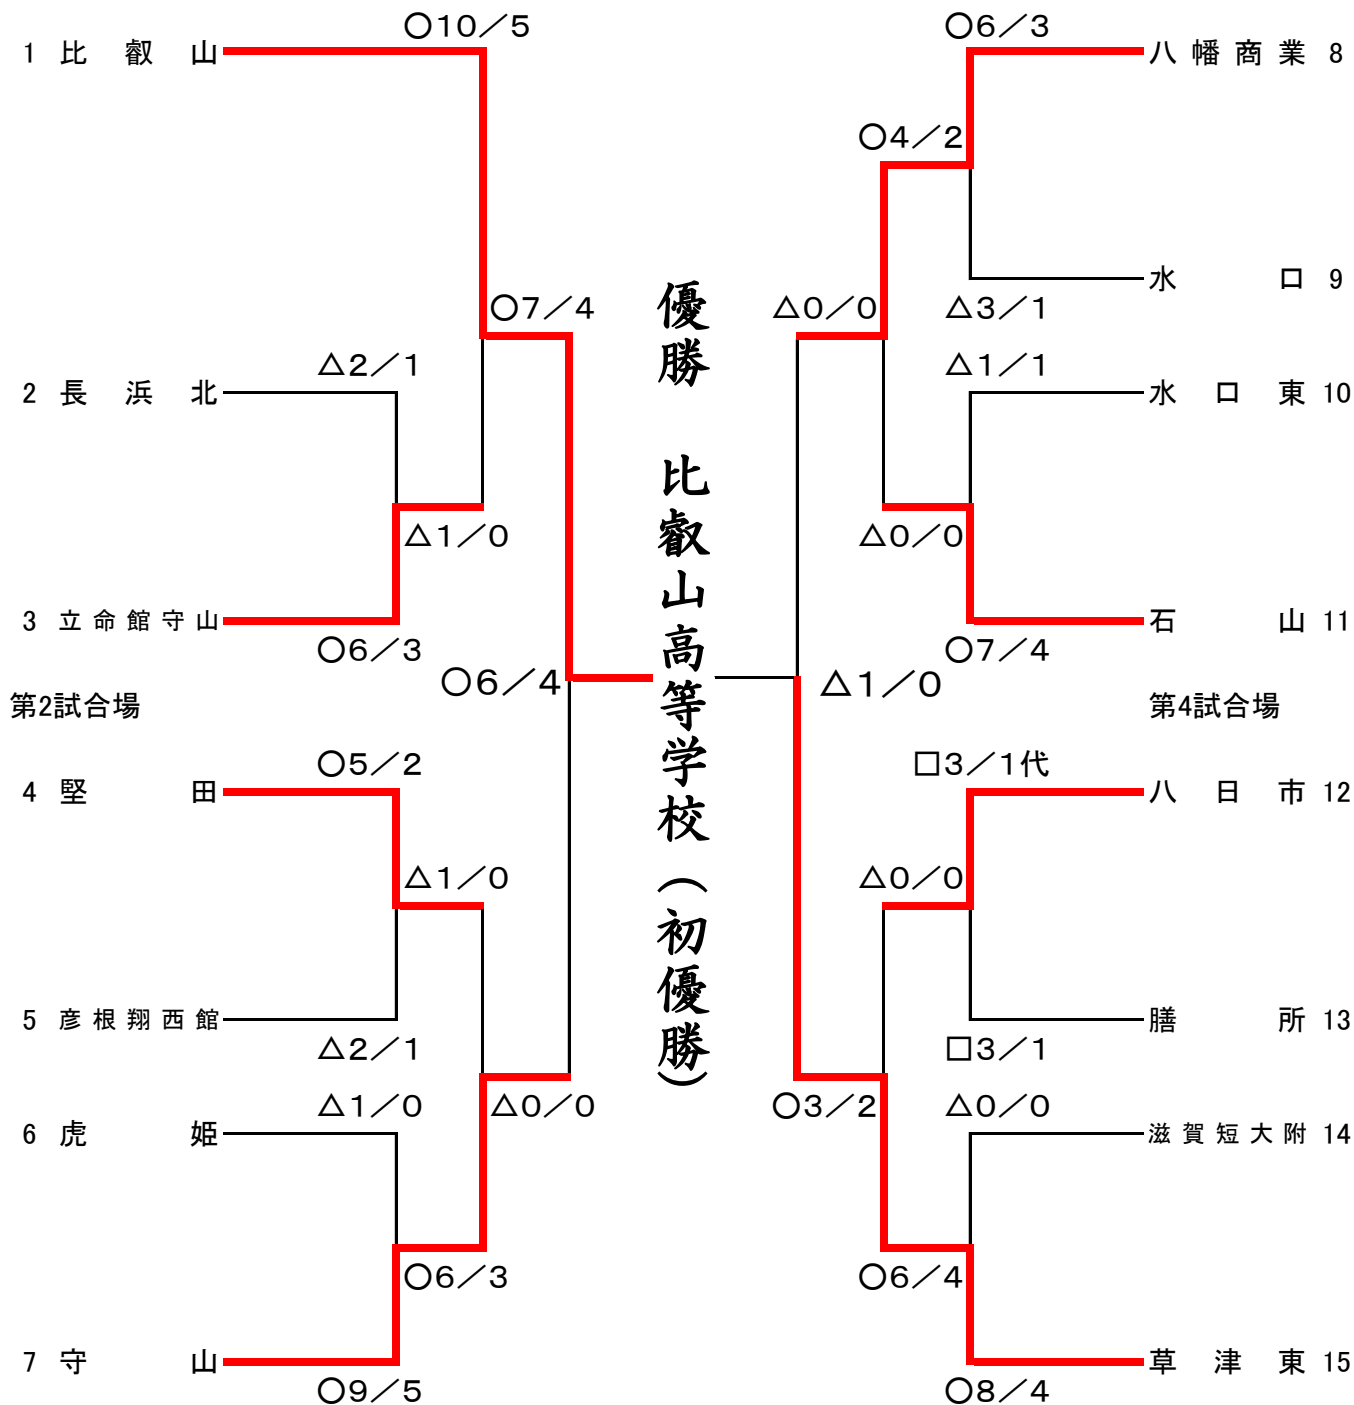 ○10／5
1 比叡山
○7／4
△2／1
2 長浜北
△1／0
3 立命館守山
○6／3
○6／4
第2試合場
○5／2
4 堅田
△1／0
5 彦根翔西館
△2／1
△1／0
△0／0
6 虎姫
○6／3
7 守山
○9／5
優勝 比叡山高等学校（初優勝）
○6／3
八幡商業 8
○4／2
水口 9
△0／0
△3／1
△1／1
水口東 10
△0／0
石山 11
○7／4
△1／0
第4試合場
□3／1代
八日市 12
△0／0
膳所 13
□3／1
○3／2
△0／0
滋賀短大附 14
○6／4
草津東 15
○8／4